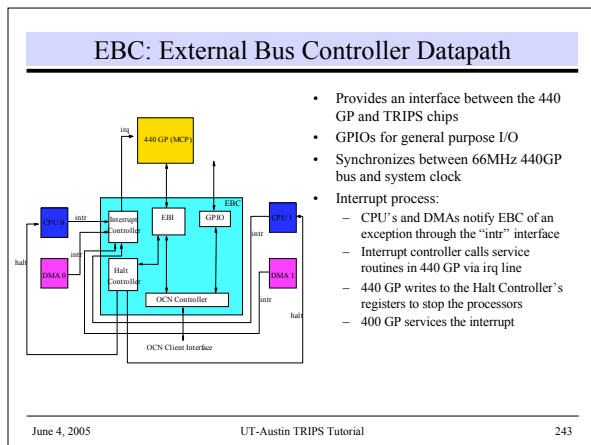 EBC: External Bus Controller Datapath
irq
440 GP (MCP)
EBC
CPU 0
intr
Interrupt
Controller
EBI
GPIO
CPU 1
intr
intr
halt
DMA 0
Halt
Controller
DMA 1
intr
OCN Controller
halt
OCN Client Interface
• Provides an interface between the 440
GP and TRIPS chips
• GPIOs for general purpose I/O
• Synchronizes between 66MHz 440GP
bus and system clock
• Interrupt process:
– CPU's and DMAs notify EBC of an
exception through the “intr” interface
– Interrupt controller calls service
routines in 440 GP via irq line
– 440 GP writes to the Halt Controller's
registers to stop the processors
– 400 GP services the interrupt
June 4, 2005
UT-Austin TRIPS Tutorial
243